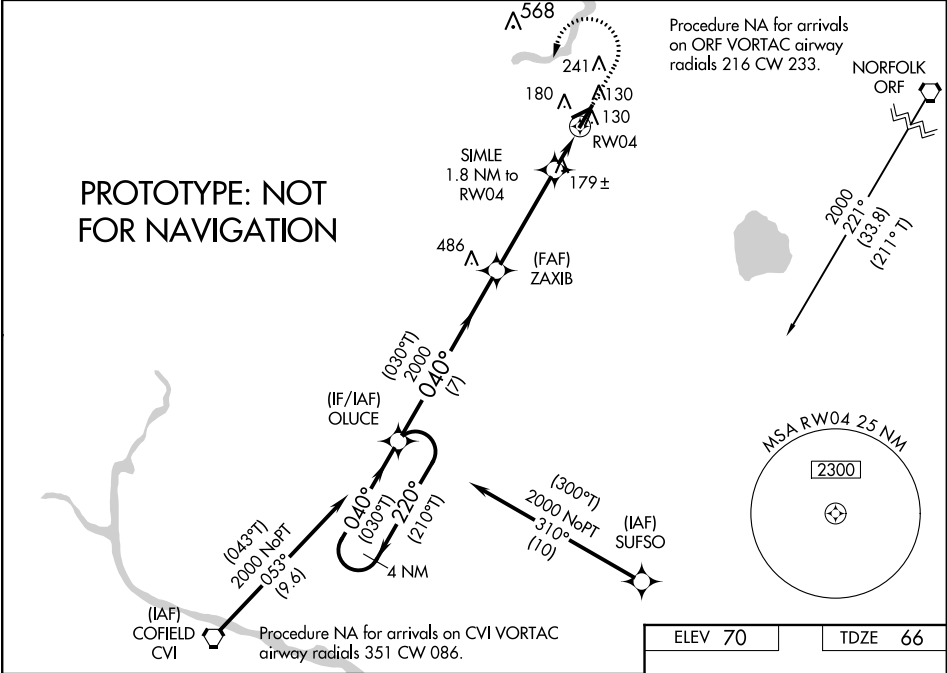 568
Procedure NA for arrivals
on ORF VORTAC airway
radials 216 CW 233.
NORFOLK
ORF
241
180
130
130
RW04
SIMLE
1.8 NM to
RW04
179±
PROTOTYPE: NOT
FOR NAVIGATION
2000
221°
(33.8)
(211° T)
486
(FAF)
ZAXIB
(030°T)
2000
040°
(7)
(IF/IAF)
OLUCE
MSA RW04 25 NM
2300
040°
(030°T)
220°
(210°T)
4 NM
(300°T)
2000 NoPT
310°
(10)
(IAF)
SUFSO
(043°T)
2000 NoPT
053°
(9.6)
(IAF)
COFIELD
CVI
Procedure NA for arrivals on CVI VORTAC
airway radials 351 CW 086.
ELEV 70
TDZE 66